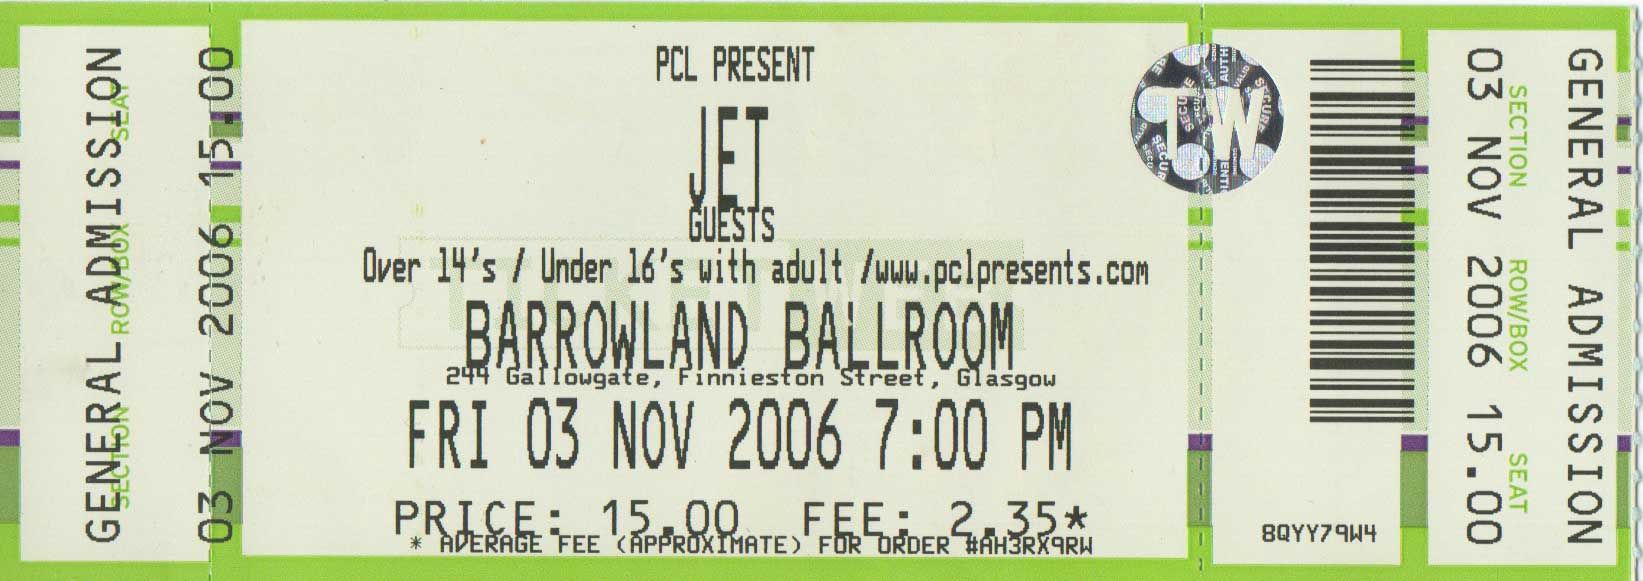 GENERAL ADMISSION
SECTION ROW/BOX SEAT
03 NOV 2006 15.00
PCL PRESENT
JET
GUESTS
Over 14's / Under 16's with adult /www.pclpresents.com
BARROWLAND BALLROOM
244 Gallowgate, Finnieston Street, Glasgow
FRI 03 NOV 2006 7:00 PM
PRICE: 15.00 FEE: 2.35*
* AVERAGE FEE (APPROXIMATE) FOR ORDER #AH3RX9RW
TW
SECURE
8QYY79W4
03 NOV 2006 15.00
SECTION ROW/BOX SEAT
GENERAL ADMISSION